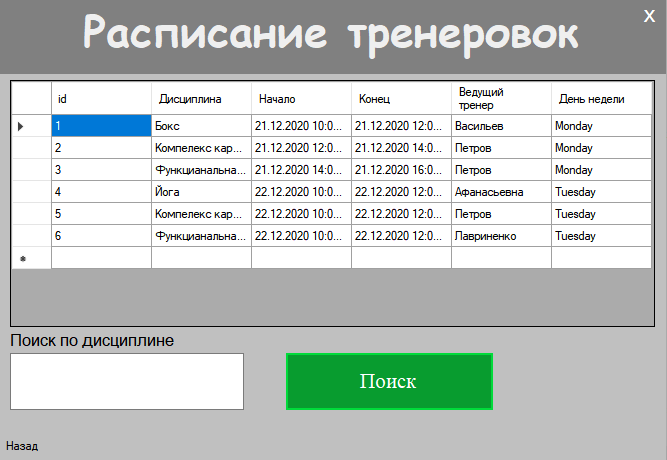 Расписание тренеровок
x
id Дисциплина Начало Конец Ведущий тренер День недели
1 Бокс 21.12.2020 10:0... 21.12.2020 12:0... Васильев Monday
2 Компелекс кар... 21.12.2020 12:0... 21.12.2020 14:0... Петров Monday
3 Функцианальна... 21.12.2020 14:0... 21.12.2020 16:0... Петров Monday
4 Йога 22.12.2020 10:0... 22.12.2020 12:0... Афанасьевна Tuesday
5 Компелекс кар... 22.12.2020 10:0... 22.12.2020 12:0... Петров Tuesday
6 Функцианальна... 22.12.2020 10:0... 22.12.2020 12:0... Лавриненко Tuesday
Поиск по дисциплине
Поиск
Назад